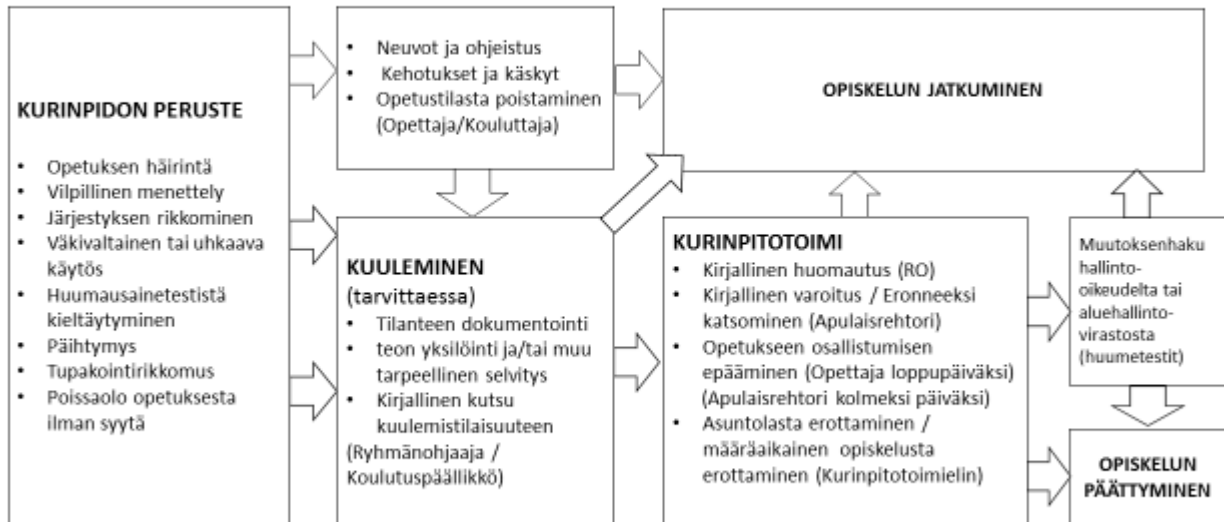 KURINPIDON PERUSTE
• Opetuksen häirintä
• Vilpillinen menettely
• Järjestyksen rikkominen
• Väkivaltainen tai uhkaava
käytös
• Huumausainetestistä
kieltäytyminen
• Päihtymys
• Tupakointirikkomus
• Poissaolo opetuksesta
ilman syytä
• Neuvot ja ohjeistus
• Kehotukset ja käskyt
• Opetustilasta poistaminen
(Opettaja/Kouluttaja)
KUULEMINEN
(tarvittaessa)
• Tilanteen dokumentointi
• teon yksilöinti ja/tai muu
tarpeellinen selvitys
• Kirjallinen kutsu
kuulemistilaisuuteen
(Ryhmänohjaaja /
Koulutuspäällikkö)
OPISKELUN JATKUMINEN
KURINPITOTOIMI
• Kirjallinen huomautus (RO)
• Kirjallinen varoitus / Eronneeksi
katsominen (Apulaisrehtori)
• Opetukseen osallistumisen
epääminen (Opettaja loppupäiväksi)
(Apulaisrehtori kolmeksi päiväksi)
• Asuntolasta erottaminen /
määräaikainen opiskelusta
erottaminen (Kurinpitotoimielin)
Muutoksenhaku
hallinto-
oikeudelta tai
aluehallinto-
virastosta
(huumetestit)
OPISKELUN
PÄÄTTYMINEN